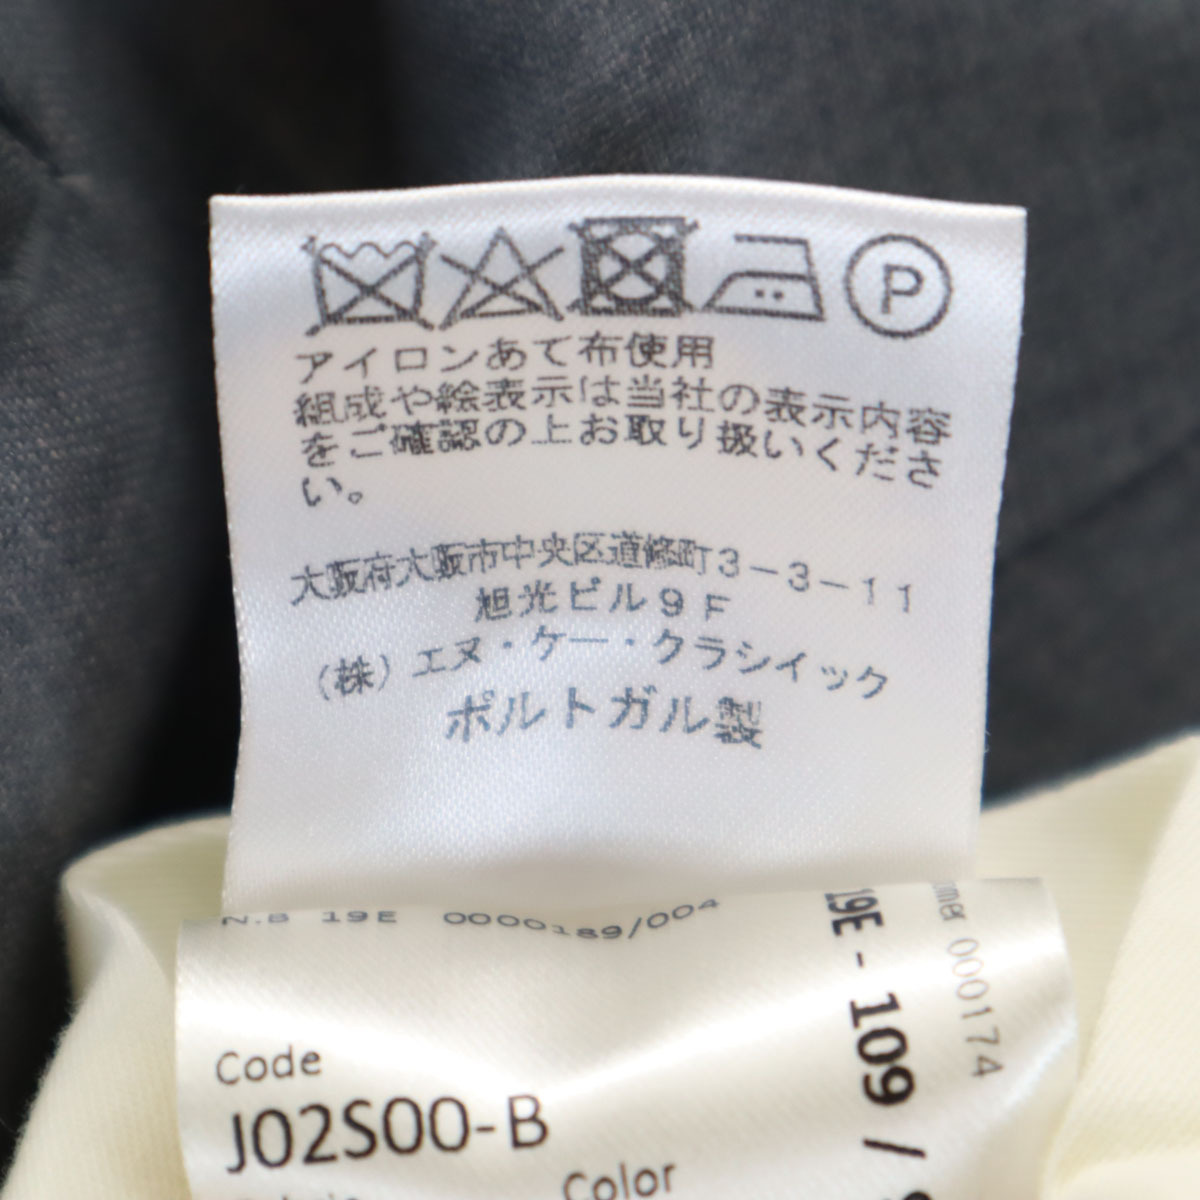 P
アイロンあて布使用
組成や絵表示は当社の表示内容
をご確認の上お取り扱いくださ
い。
大阪府大阪市中央区道修町3-3-11
旭光ビル9F
(株)エヌ・ケー・クラシイック
ポルトガル製
N.B 19E 0000189/004
Code
J02S00-B
Color
19E - 109 /
000174